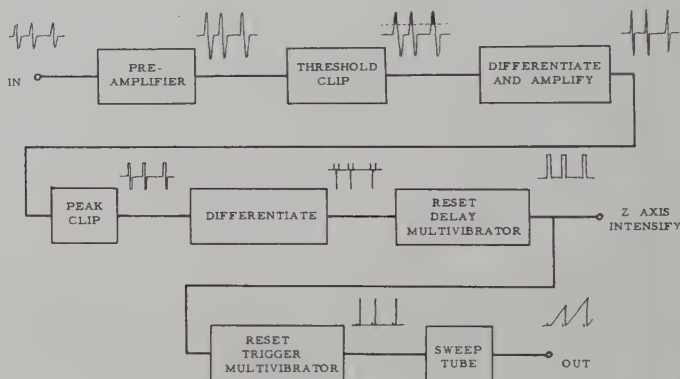 IN
PRE-
AMPLIFIER
THRESHOLD
CLIP
DIFFERENTIATE
AND AMPLIFY
PEAK
CLIP
DIFFERENTIATE
RESET
DELAY
MULTIVIBRATOR
Z AXIS
INTENSIFY
RESET
TRIGGER
MULTIVIBRATOR
SWEEP
TUBE
OUT